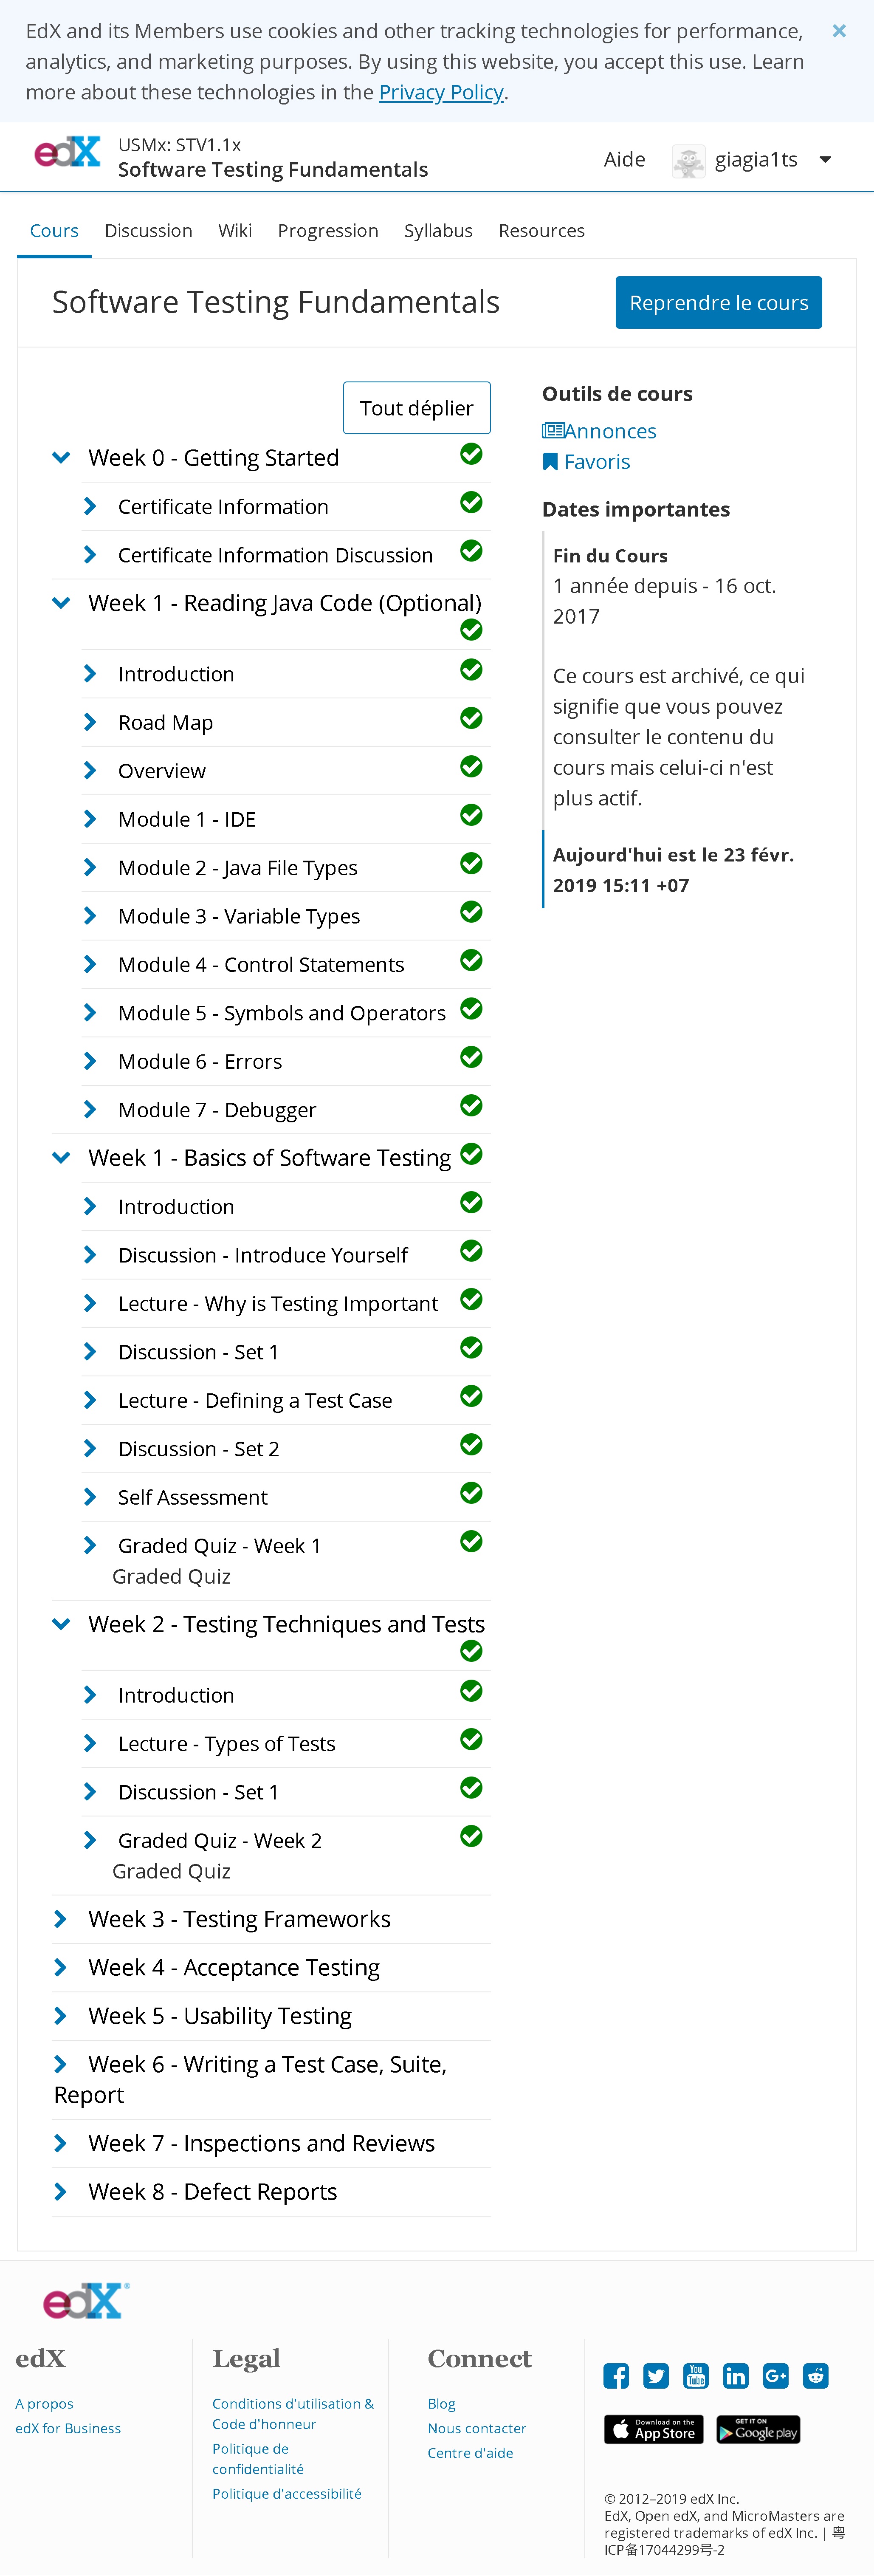 EdX and its Members use cookies and other tracking technologies for performance,
analytics, and marketing purposes. By using this website, you accept this use. Learn
more about these technologies in the Privacy Policy.
×
edX
USMx: STV1.1x
Software Testing Fundamentals
Aide
giagia1ts
Cours
Discussion
Wiki
Progression
Syllabus
Resources
Software Testing Fundamentals
Reprendre le cours
Tout déplier
Week 0 - Getting Started
Certificate Information
Certificate Information Discussion
Week 1 - Reading Java Code (Optional)
Introduction
Road Map
Overview
Module 1 - IDE
Module 2 - Java File Types
Module 3 - Variable Types
Module 4 - Control Statements
Module 5 - Symbols and Operators
Module 6 - Errors
Module 7 - Debugger
Week 1 - Basics of Software Testing
Introduction
Discussion - Introduce Yourself
Lecture - Why is Testing Important
Discussion - Set 1
Lecture - Defining a Test Case
Discussion - Set 2
Self Assessment
Graded Quiz - Week 1
Graded Quiz
Week 2 - Testing Techniques and Tests
Introduction
Lecture - Types of Tests
Discussion - Set 1
Graded Quiz - Week 2
Graded Quiz
Week 3 - Testing Frameworks
Week 4 - Acceptance Testing
Week 5 - Usability Testing
Week 6 - Writing a Test Case, Suite,
Report
Week 7 - Inspections and Reviews
Week 8 - Defect Reports
Outils de cours
Annonces
Favoris
Dates importantes
Fin du Cours
1 année depuis - 16 oct.
2017
Ce cours est archivé, ce qui
signifie que vous pouvez
consulter le contenu du
cours mais celui-ci n'est
plus actif.
Aujourd'hui est le 23 févr.
2019 15:11 +07
edX®
edX
A propos
edX for Business
Legal
Conditions d'utilisation &
Code d'honneur
Politique de
confidentialité
Politique d'accessibilité
Connect
Blog
Nous contacter
Centre d'aide
You
Tube
in
G+
Download on the
App Store
GET IT ON
Google play
© 2012–2019 edX Inc.
EdX, Open edX, and MicroMasters are
registered trademarks of edX Inc. | 粤
ICP备17044299号-2